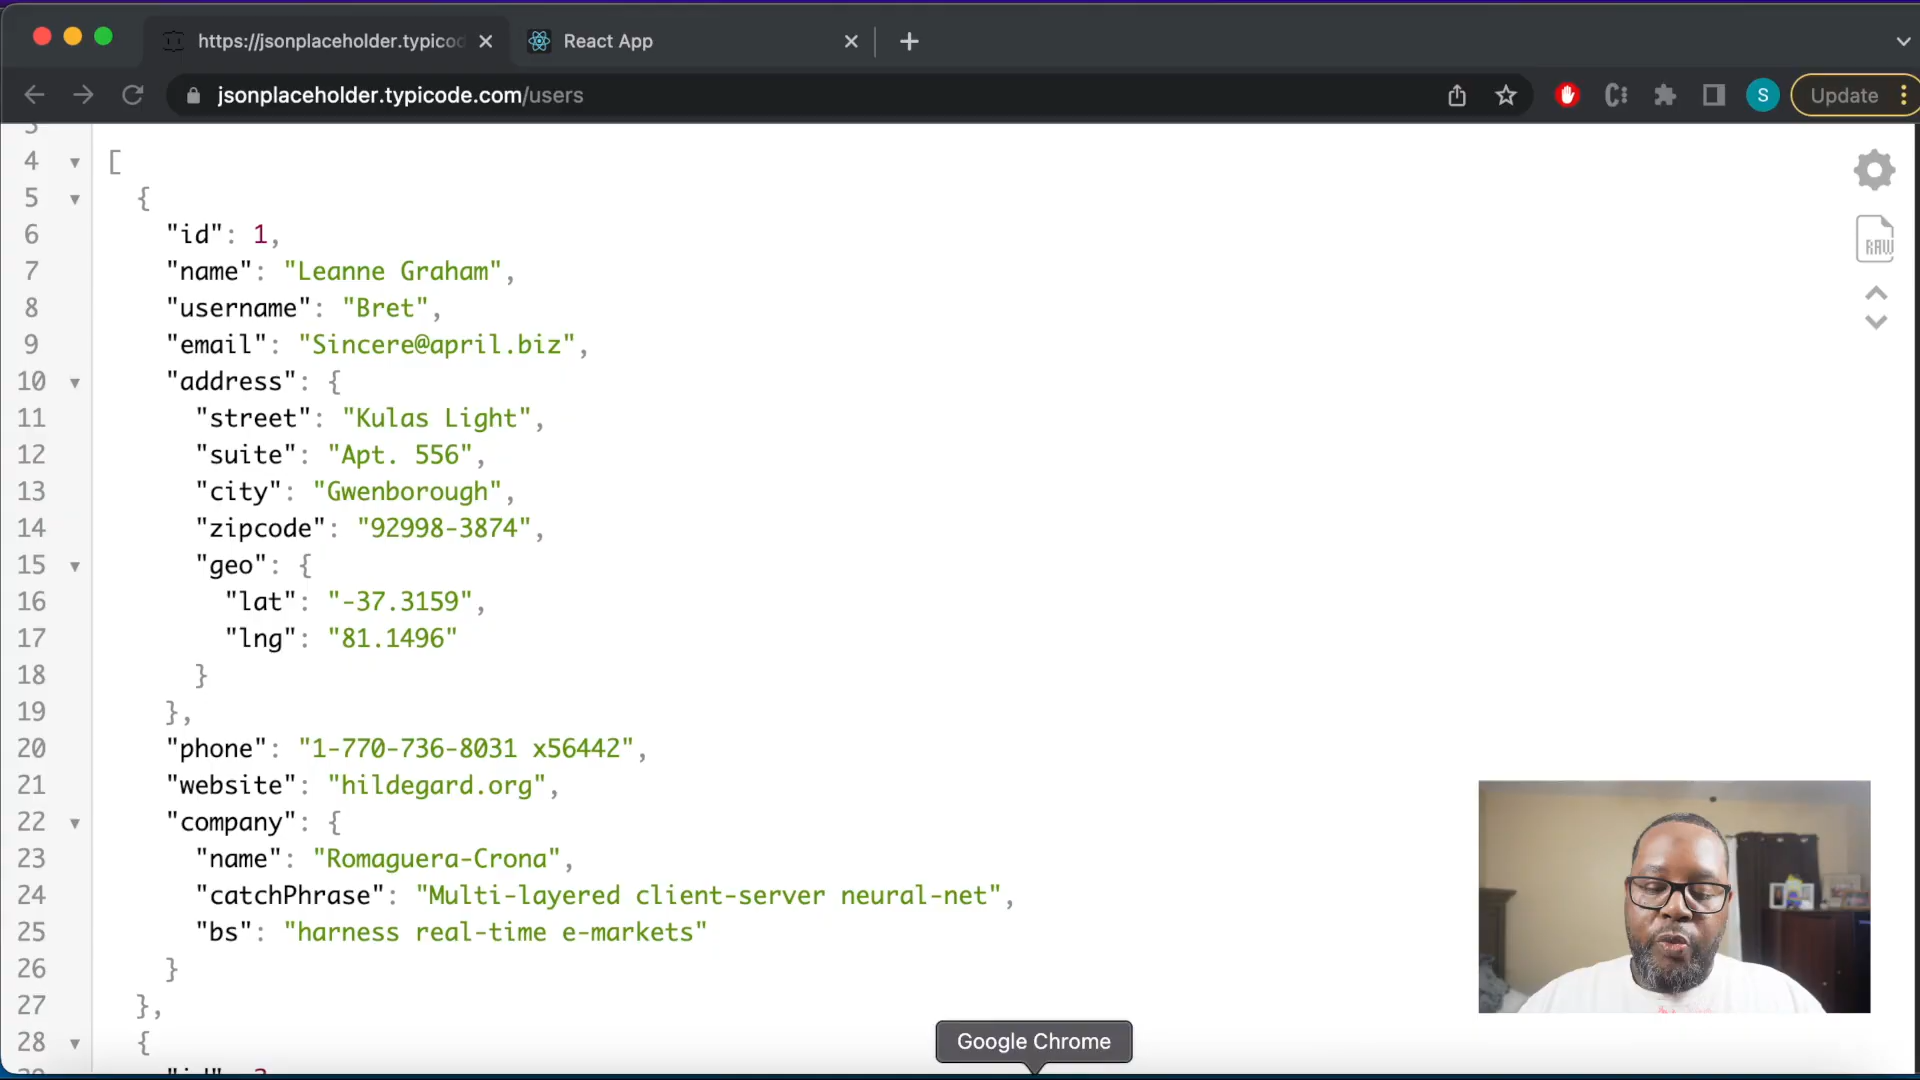 https://jsonplaceholder.typicod
React App
jsonplaceholder.typicode.com/users
S
Update
4 [
5 {
6 "id": 1,
7 "name": "Leanne Graham",
8 "username": "Bret",
9 "email": "Sincere@april.biz",
10 "address": {
11 "street": "Kulas Light",
12 "suite": "Apt. 556",
13 "city": "Gwenborough",
14 "zipcode": "92998-3874",
15 "geo": {
16 "lat": "-37.3159",
17 "lng": "81.1496"
18 }
19 },
20 "phone": "1-770-736-8031 x56442",
21 "website": "hildegard.org",
22 "company": {
23 "name": "Romaguera-Crona",
24 "catchPhrase": "Multi-layered client-server neural-net",
25 "bs": "harness real-time e-markets"
26 }
27 },
28 {
RAW
Google Chrome